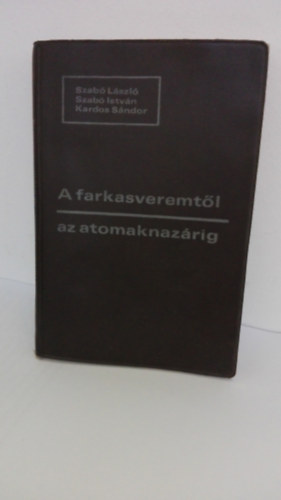 Szabó László
Szabó István
Kardos Sándor
A farkasveremtől
az atomaknazárig